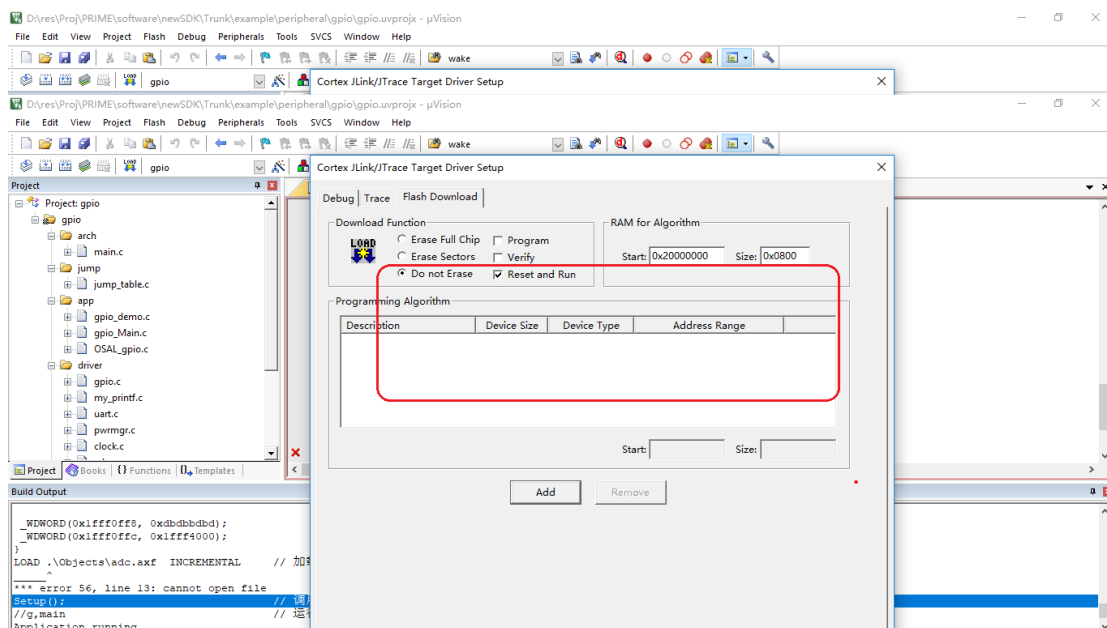 D:\res\Proj\PRIME\software\newSDK\Trunk\example\peripheral\gpio\gpio.uvprojx - µVision
File Edit View Project Flash Debug Peripherals Tools SVCS Window Help
wake
LOAD gpio
Cortex JLink/JTrace Target Driver Setup
D:\res\Proj\PRIME\software\newSDK\Trunk\example\peripheral\gpio\gpio.uvprojx - µVision
File Edit View Project Flash Debug Peripherals Tools SVCS Window Help
wake
LOAD gpio
Cortex JLink/JTrace Target Driver Setup
Project
Project: gpio
gpio
arch
main.c
jump
jump_table.c
app
gpio_demo.c
gpio_Main.c
OSAL_gpio.c
driver
gpio.c
my_printf.c
uart.c
pwrmgr.c
clock.c
Project Books Functions Templates
Debug Trace Flash Download
Download Function
LOAD
Erase Full Chip Program
Erase Sectors Verify
Do not Erase Reset and Run
RAM for Algorithm
Start: 0x20000000 Size: 0x0800
Programming Algorithm
Description Device Size Device Type Address Range
Start: Size:
Add Remove
Build Output
_WDWORD(0x1fff0ff8, 0xdbdbbdbd);
_WDWORD(0x1fff0ffc, 0x1fff4000);
}
LOAD .\Objects\adc.axf INCREMENTAL // 加
^
*** error 56, line 13: cannot open file
Setup(); // 调
//g,main // 运
Application running